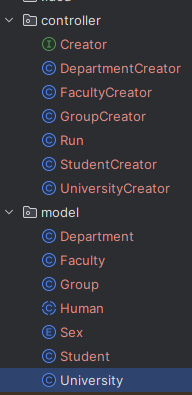 controller
I Creator
C DepartmentCreator
C FacultyCreator
C GroupCreator
C Run
C StudentCreator
C UniversityCreator
model
C Department
C Faculty
C Group
C Human
E Sex
C Student
C University